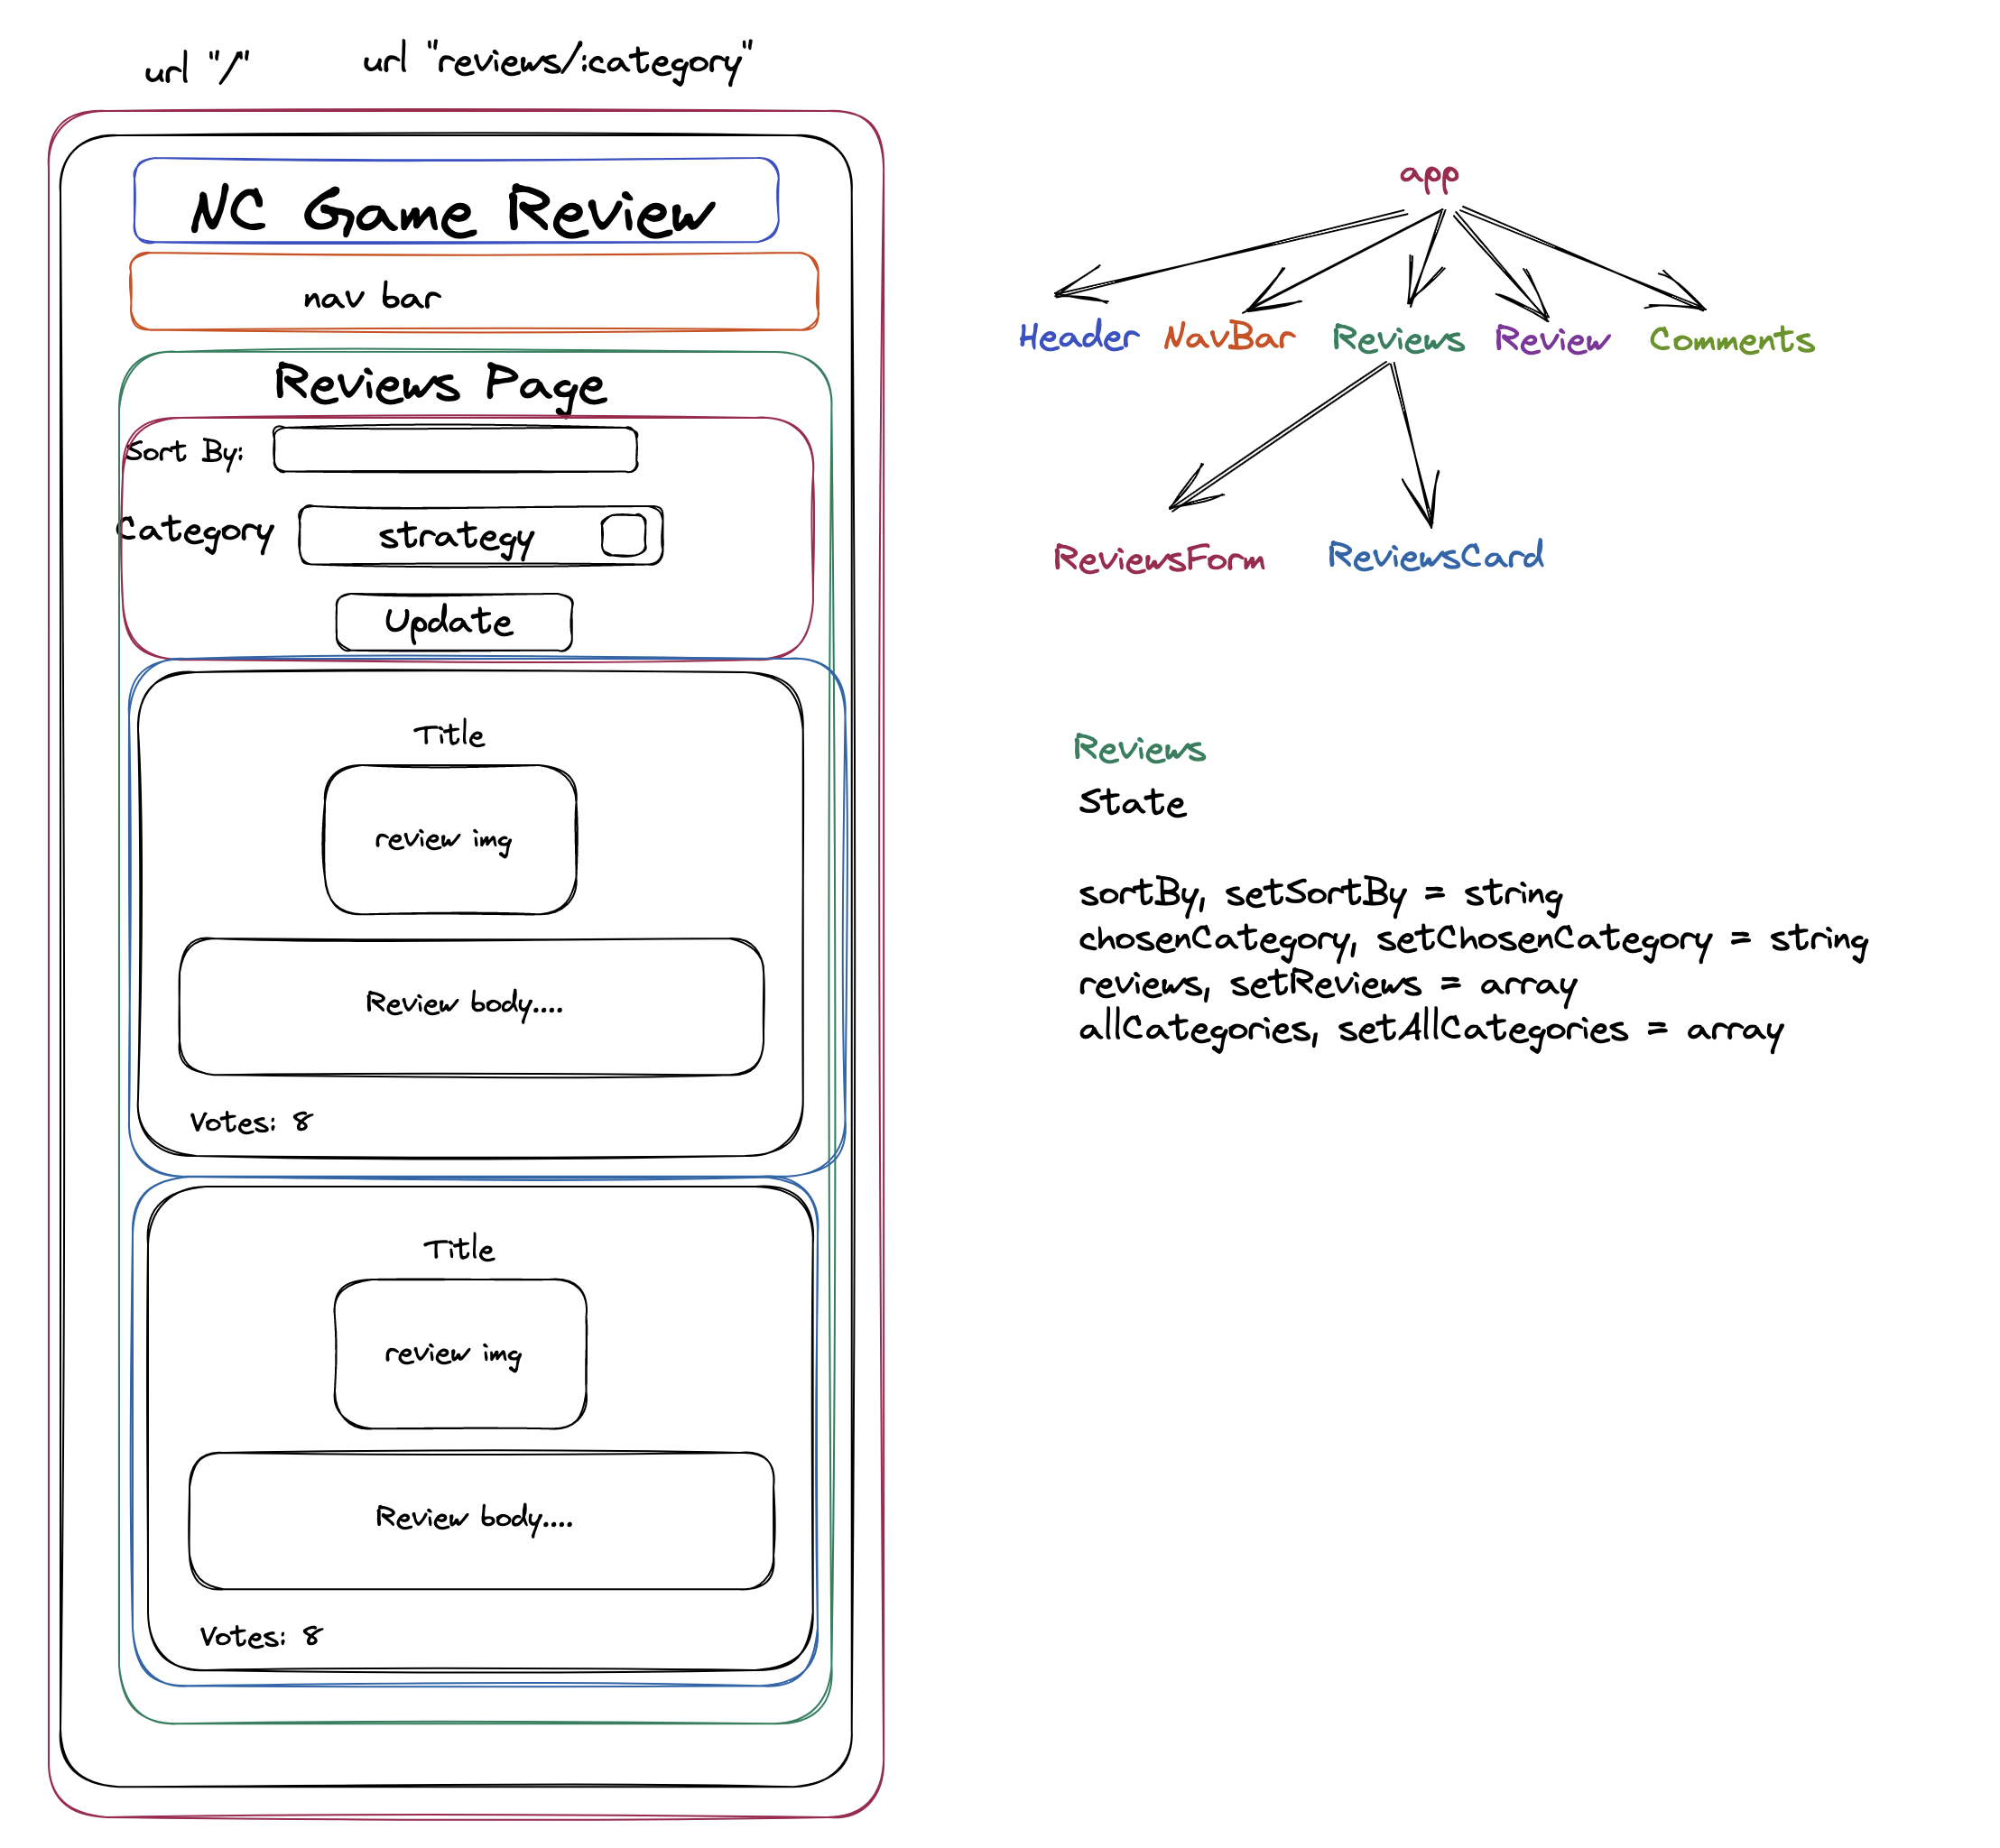 url "/"
url "reviews/:category"
NC Game Review
nav bar
Reviews Page
Sort By:
Category
strategy
Update
Title
review img
Review body....
Votes: 8
Title
review img
Review body....
Votes: 8
app
Header
NavBar
Reviews
Review
Comments
ReviewsForm
ReviewsCard
Reviews
State
sortBy, setSortBy = string
chosenCategory, setChosenCategory = string
reviews, setReviews = array
allCategories, setAllCategories = array